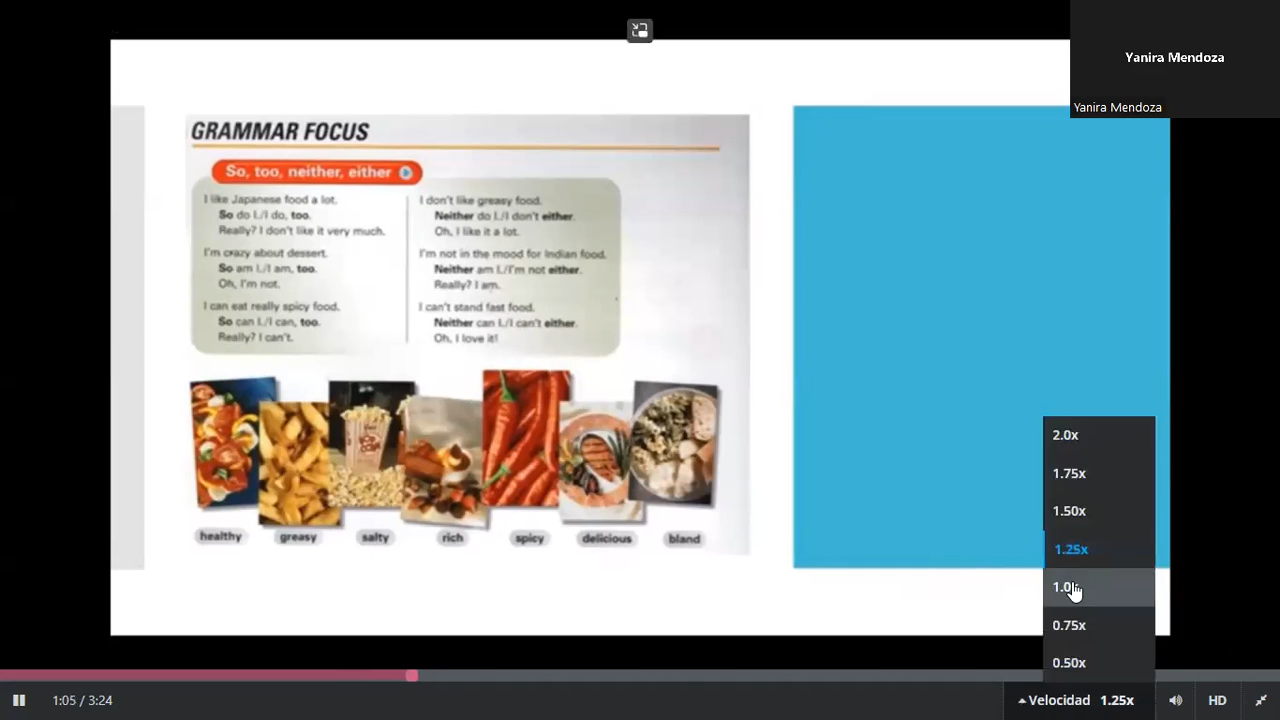 Yanira Mendoza
Yanira Mendoza
GRAMMAR FOCUS
So, too, neither, either
I like Japanese food a lot.
So do I./I do, too.
Really? I don't like it very much.
I'm crazy about dessert.
So am I./I am, too.
Oh, I'm not.
I can eat really spicy food.
So can I./I can, too.
Really? I can't.
I don't like greasy food.
Neither do I./I don't either.
Oh, I like it a lot.
I'm not in the mood for Indian food.
Neither am I./I'm not either.
Really? I am.
I can't stand fast food.
Neither can I./I can't either.
Oh, I love it!
healthy
greasy
salty
rich
spicy
delicious
bland
2.0x
1.75x
1.50x
1.25x
0.75x
0.50x
1:05 / 3:24
Velocidad 1.25x
HD